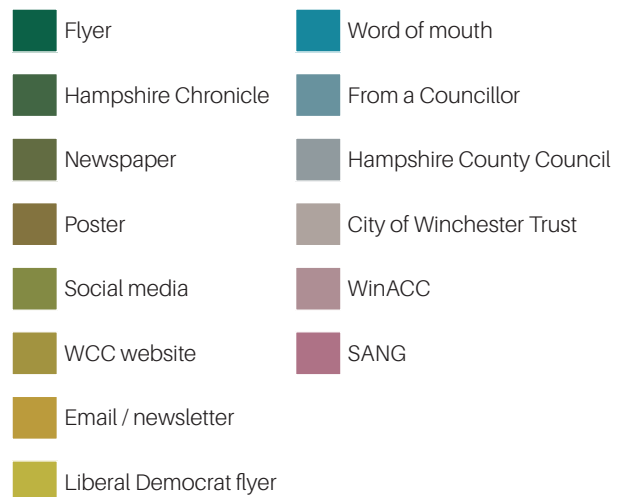 Flyer
Hampshire Chronicle
Newspaper
Poster
Social media
WCC website
Email / newsletter
Liberal Democrat flyer
Word of mouth
From a Councillor
Hampshire County Council
City of Winchester Trust
WinACC
SANG